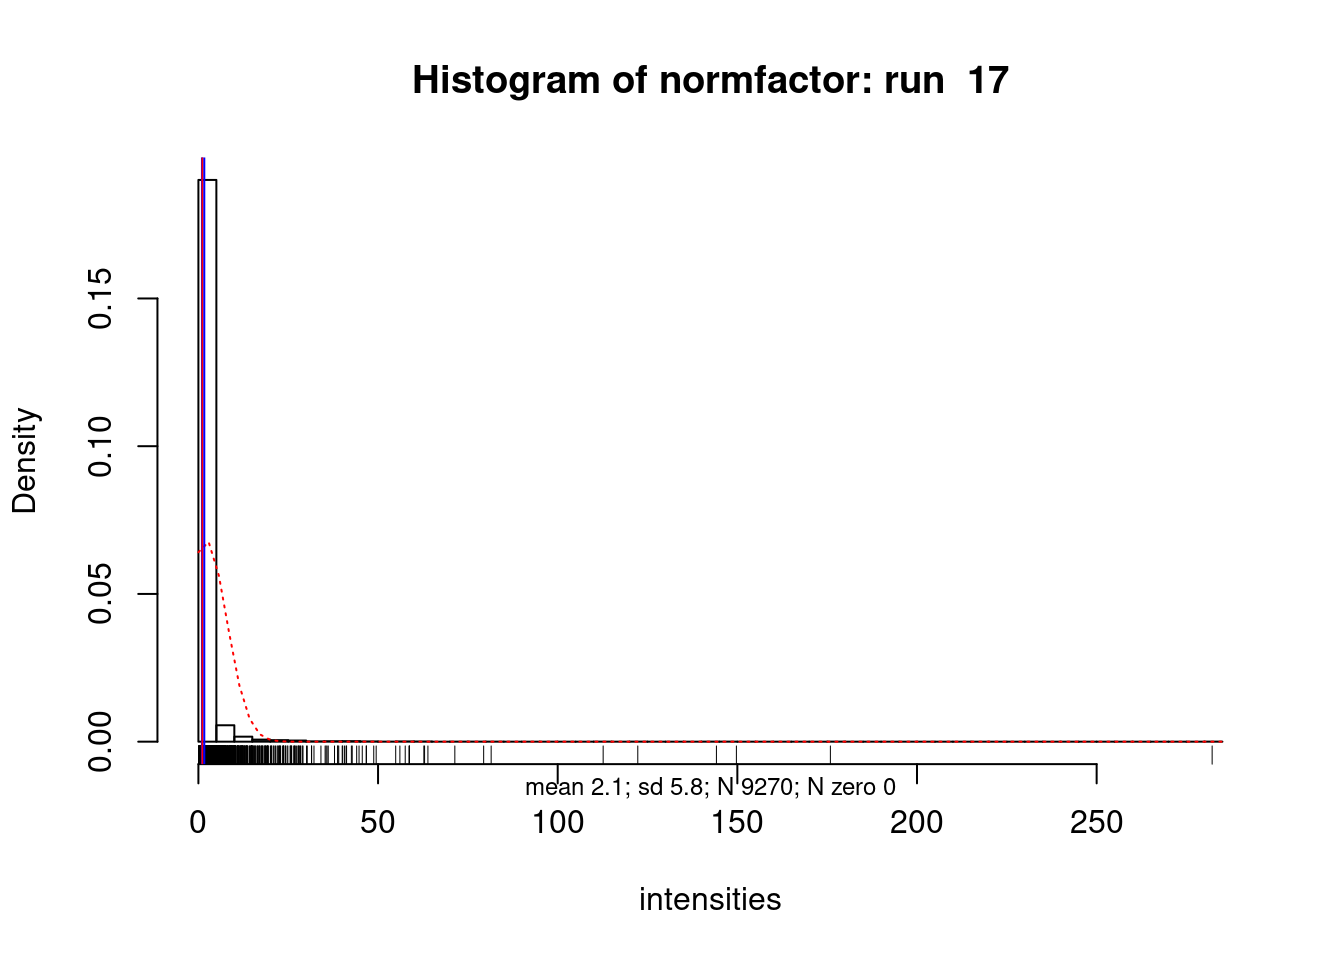 Histogram of normfactor: run  17
Density
0.15
0.10
0.05
0.00
mean 2.1; sd 5.8; N 9270; N zero 0
0 50 100 150 200 250
intensities